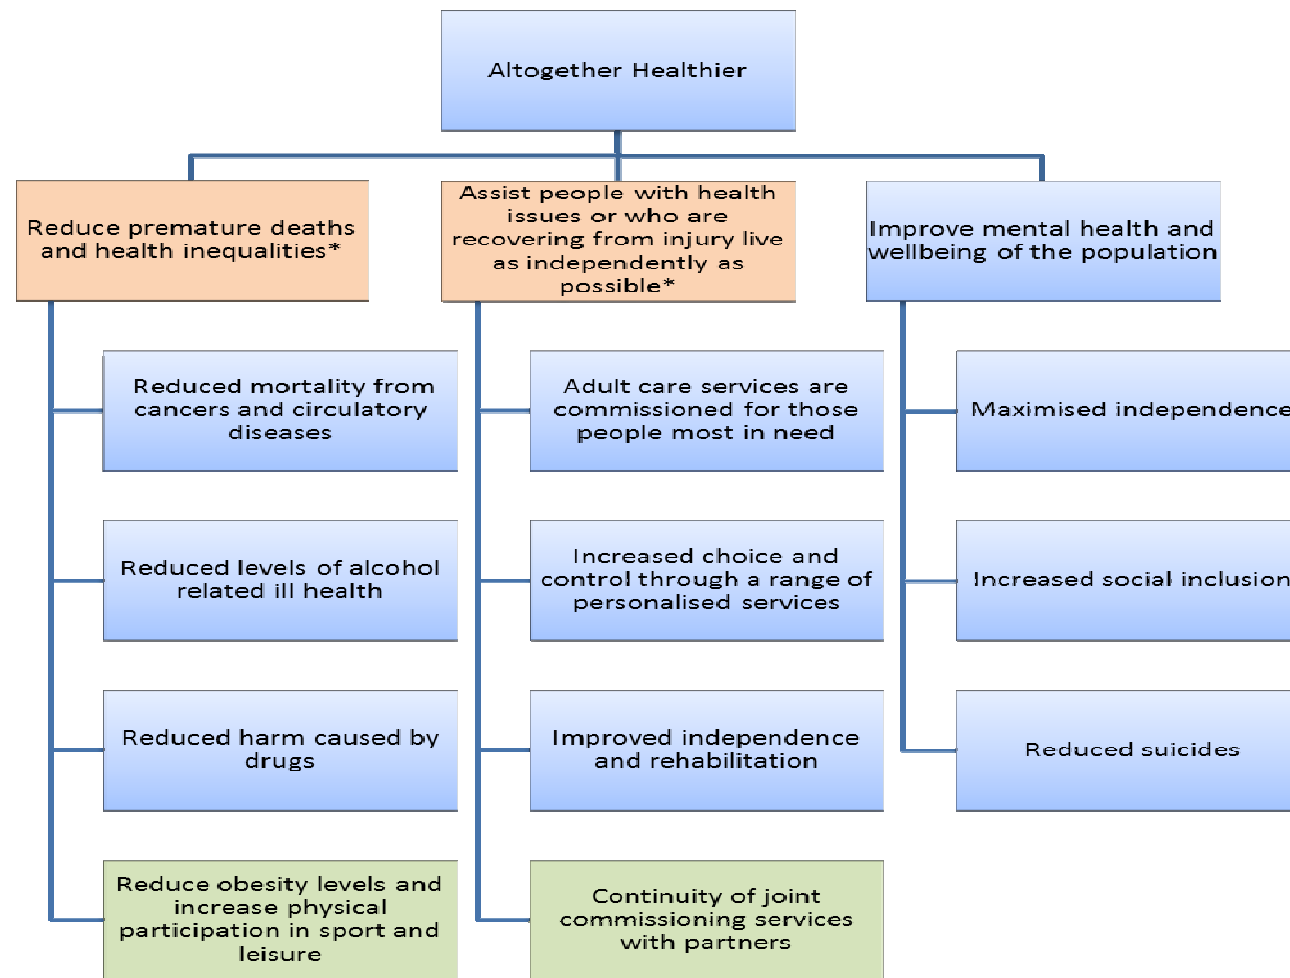 Altogether Healthier
Reduce premature deaths
and health inequalities*
Assist people with health
issues or who are
recovering from injury live
as independently as
possible*
Improve mental health and
wellbeing of the population
Reduced mortality from
cancers and circulatory
diseases
Adult care services are
commissioned for those
people most in need
Maximised independence
Reduced levels of alcohol
related ill health
Increased choice and
control through a range of
personalised services
Increased social inclusion
Reduced harm caused by
drugs
Improved independence
and rehabilitation
Reduced suicides
Reduce obesity levels and
increase physical
participation in sport and
leisure
Continuity of joint
commissioning services
with partners